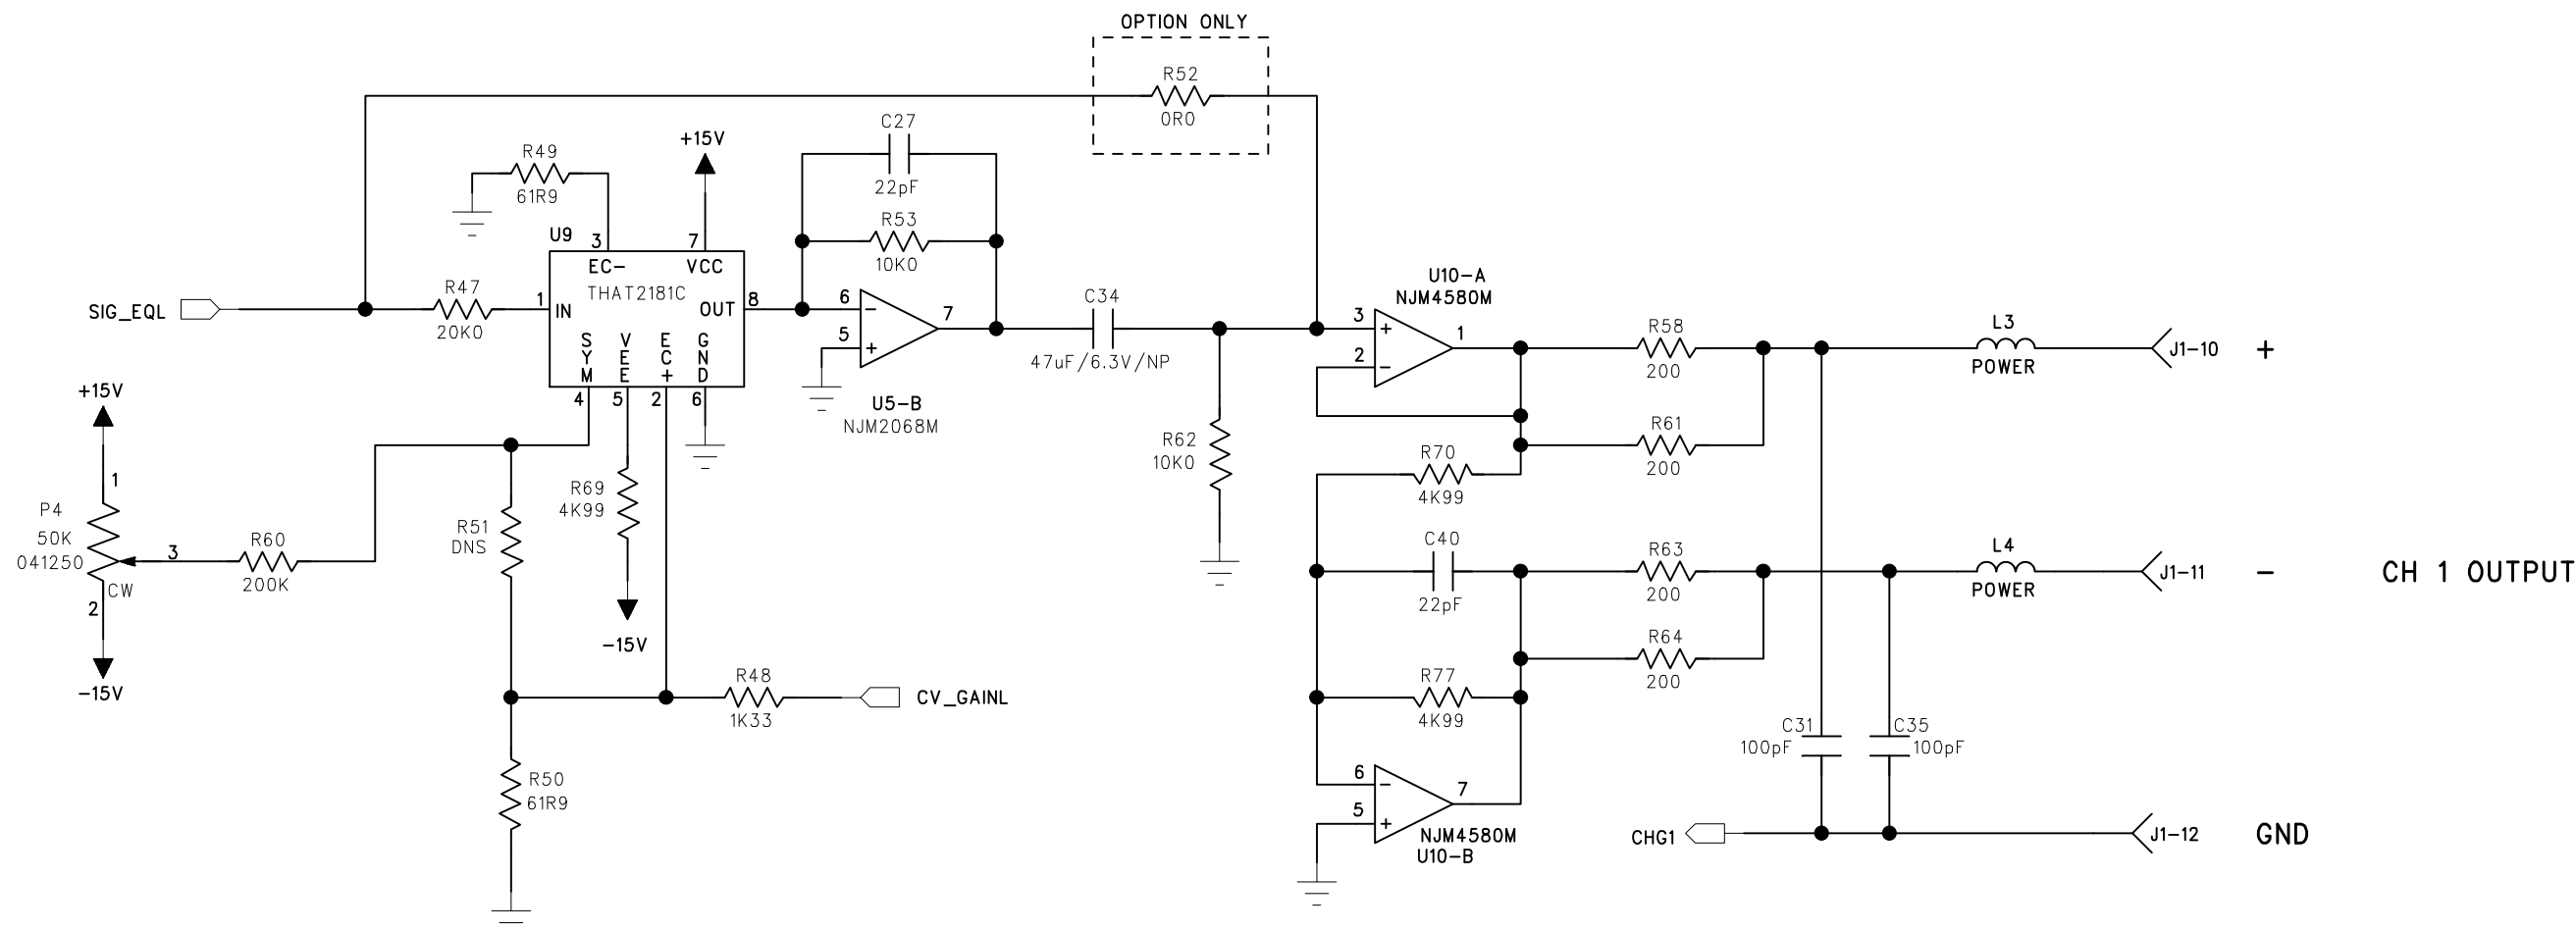 OPTION ONLY
R52
0R0
C27
22pF
R53
10K0
+15V
R49
61R9
U9
3
7
EC-
VCC
THAT2181C
SIG_EQL
R47
20K0
1
IN
OUT
8
SYM
VEE
EC+
GND
4
5
2
6
6
5
7
U5-B
NJM2068M
C34
47uF/6.3V/NP
R62
10K0
U10-A
NJM4580M
3
2
1
R58
200
R61
200
L3
POWER
J1-10
+
R70
4K99
+15V
1
P4
50K
041250
3
CW
2
-15V
R60
200K
R51
DNS
R69
4K99
-15V
C40
22pF
R63
200
R64
200
L4
POWER
J1-11
-
CH 1 OUTPUT
R77
4K99
R48
1K33
CV_GAINL
R50
61R9
C31
100pF
C35
100pF
6
5
7
NJM4580M
U10-B
CHG1
J1-12
GND